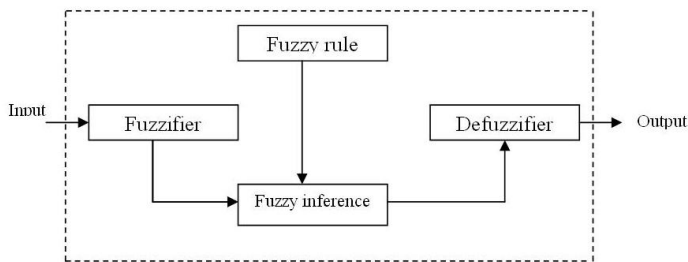 Fuzzy rule
Input
Fuzzifier
Defuzzifier
Output
Fuzzy inference